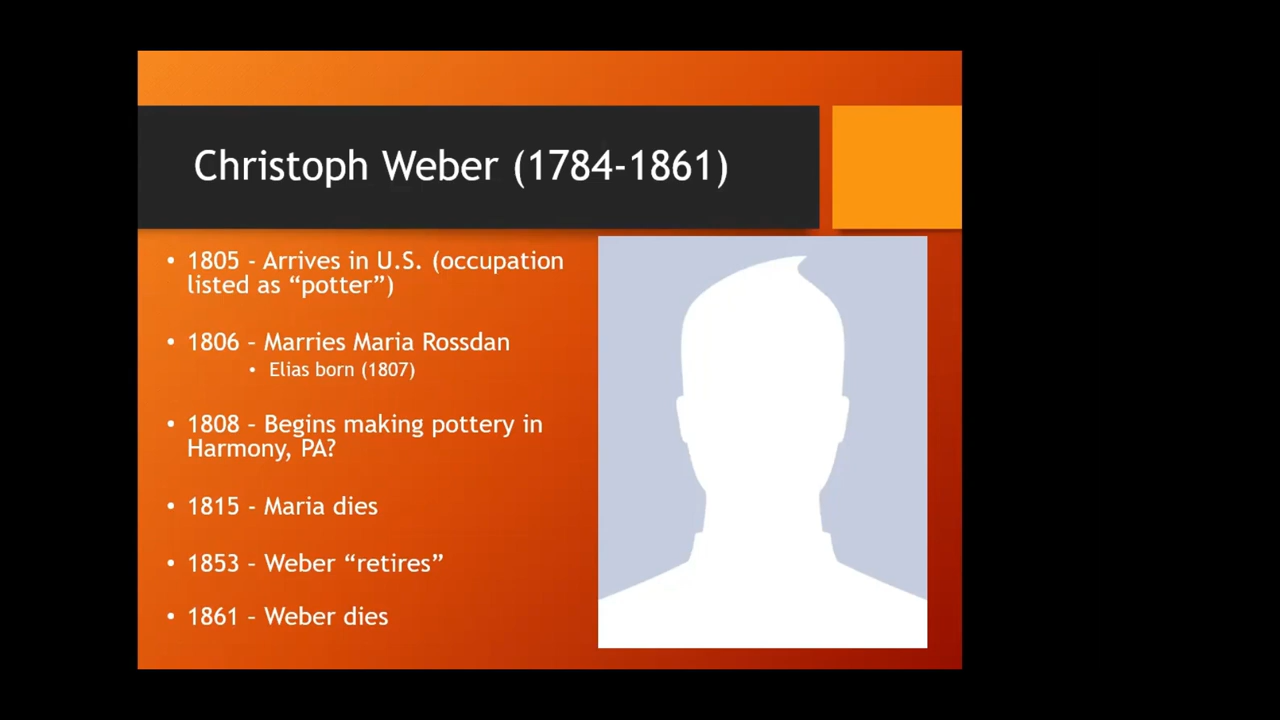 Christoph Weber (1784-1861)
• 1805 - Arrives in U.S. (occupation
listed as “potter”)
• 1806 – Marries Maria Rossdan
• Elias born (1807)
• 1808 – Begins making pottery in
Harmony, PA?
• 1815 - Maria dies
• 1853 – Weber “retires”
• 1861 – Weber dies